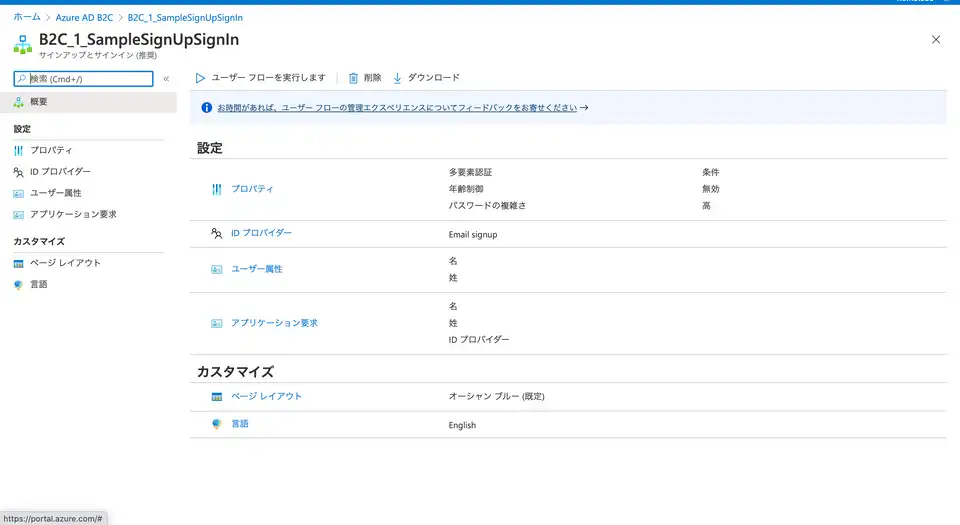 ホーム > Azure AD B2C > B2C_1_SampleSignUpSignIn
B2C_1_SampleSignUpSignIn
サインアップとサインイン (推奨)
検索 (Cmd+/)
«
ユーザー フローを実行します
削除
ダウンロード
概要
お時間があれば、ユーザー フローの管理エクスペリエンスについてフィードバックをお寄せください →
設定
プロパティ
ID プロバイダー
ユーザー属性
アプリケーション要求
カスタマイズ
ページ レイアウト
言語
設定
プロパティ
多要素認証 条件
年齢制御 無効
パスワードの複雑さ 高
ID プロバイダー Email signup
ユーザー属性
名
姓
アプリケーション要求
名
姓
ID プロバイダー
カスタマイズ
ページ レイアウト オーシャン ブルー (既定)
言語 English
https://portal.azure.com/#